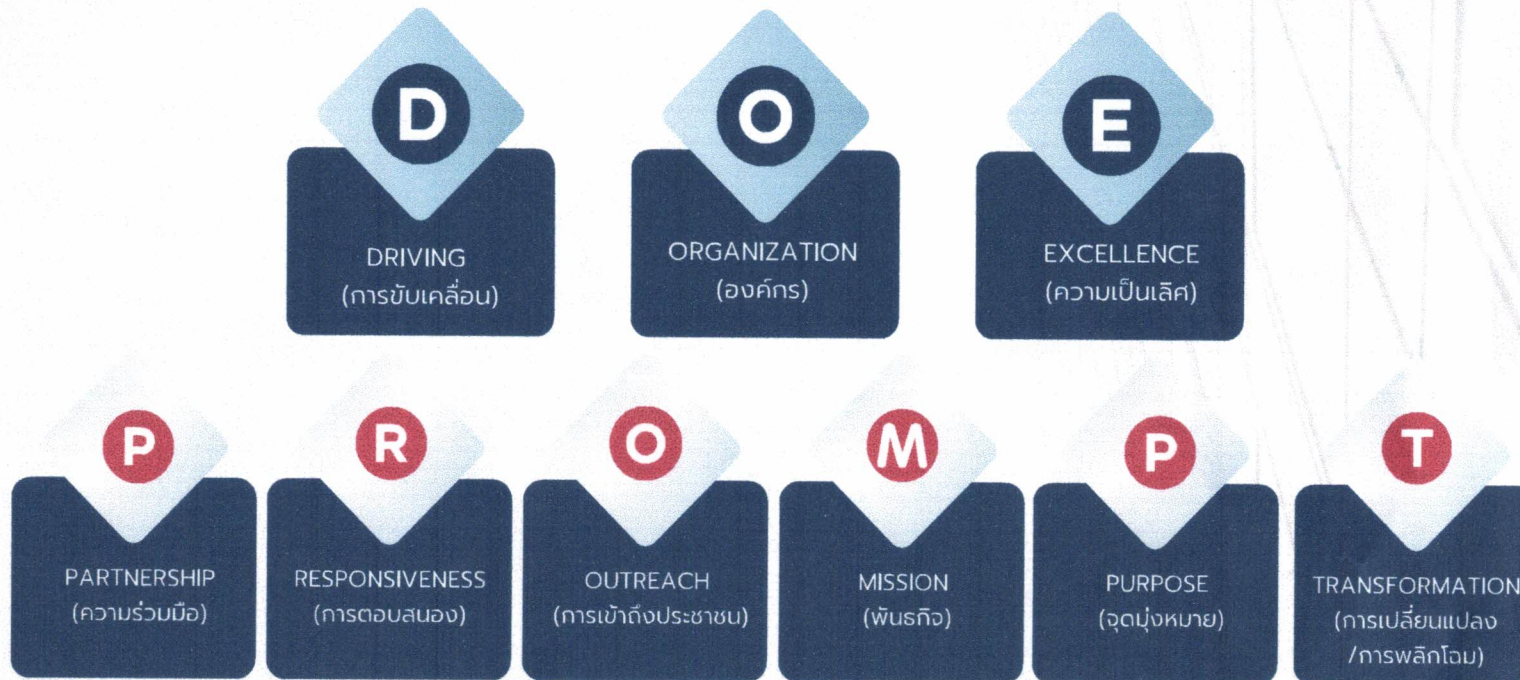 D
DRIVING
(การขับเคลื่อน)
O
ORGANIZATION
(องค์กร)
E
EXCELLENCE
(ความเป็นเลิศ)
P
PARTNERSHIP
(ความร่วมมือ)
R
RESPONSIVENESS
(การตอบสนอง)
O
OUTREACH
(การเข้าถึงประชาชน)
M
MISSION
(พันธกิจ)
P
PURPOSE
(จุดมุ่งหมาย)
T
TRANSFORMATION
(การเปลี่ยนแปลง
/การพลิกโฉม)